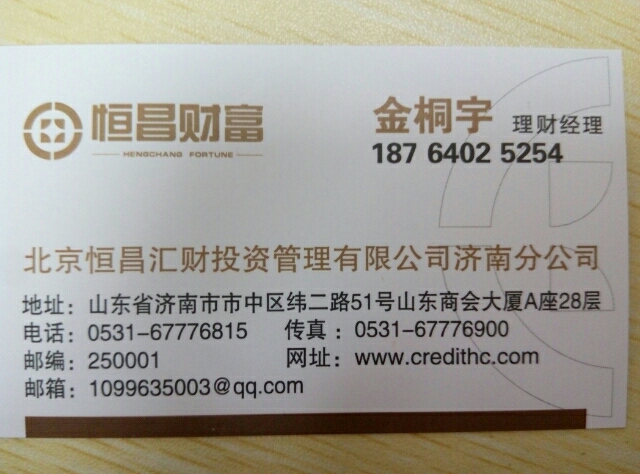 恒昌财富
HENGCHANG FORTUNE
金桐宇 理财经理
187 6402 5254
北京恒昌汇财投资管理有限公司济南分公司
地址：山东省济南市市中区纬二路51号山东商会大厦A座28层
电话：0531-67776815 传真：0531-67776900
邮编：250001 网址：www.credithc.com
邮箱：1099635003@qq.com